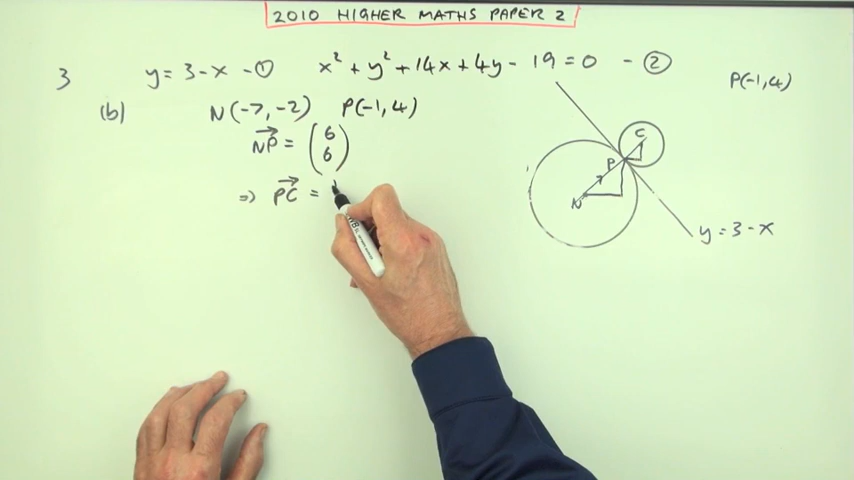 2010 HIGHER MATHS PAPER 2
3 y = 3 - x - ① x² + y² + 14x + 4y - 19 = 0 - ②
P(-1,4)
(b) N(-7,-2) P(-1,4)
NP→ = (6 6)
⇒ PC→ =
C
P
N
y = 3 - x